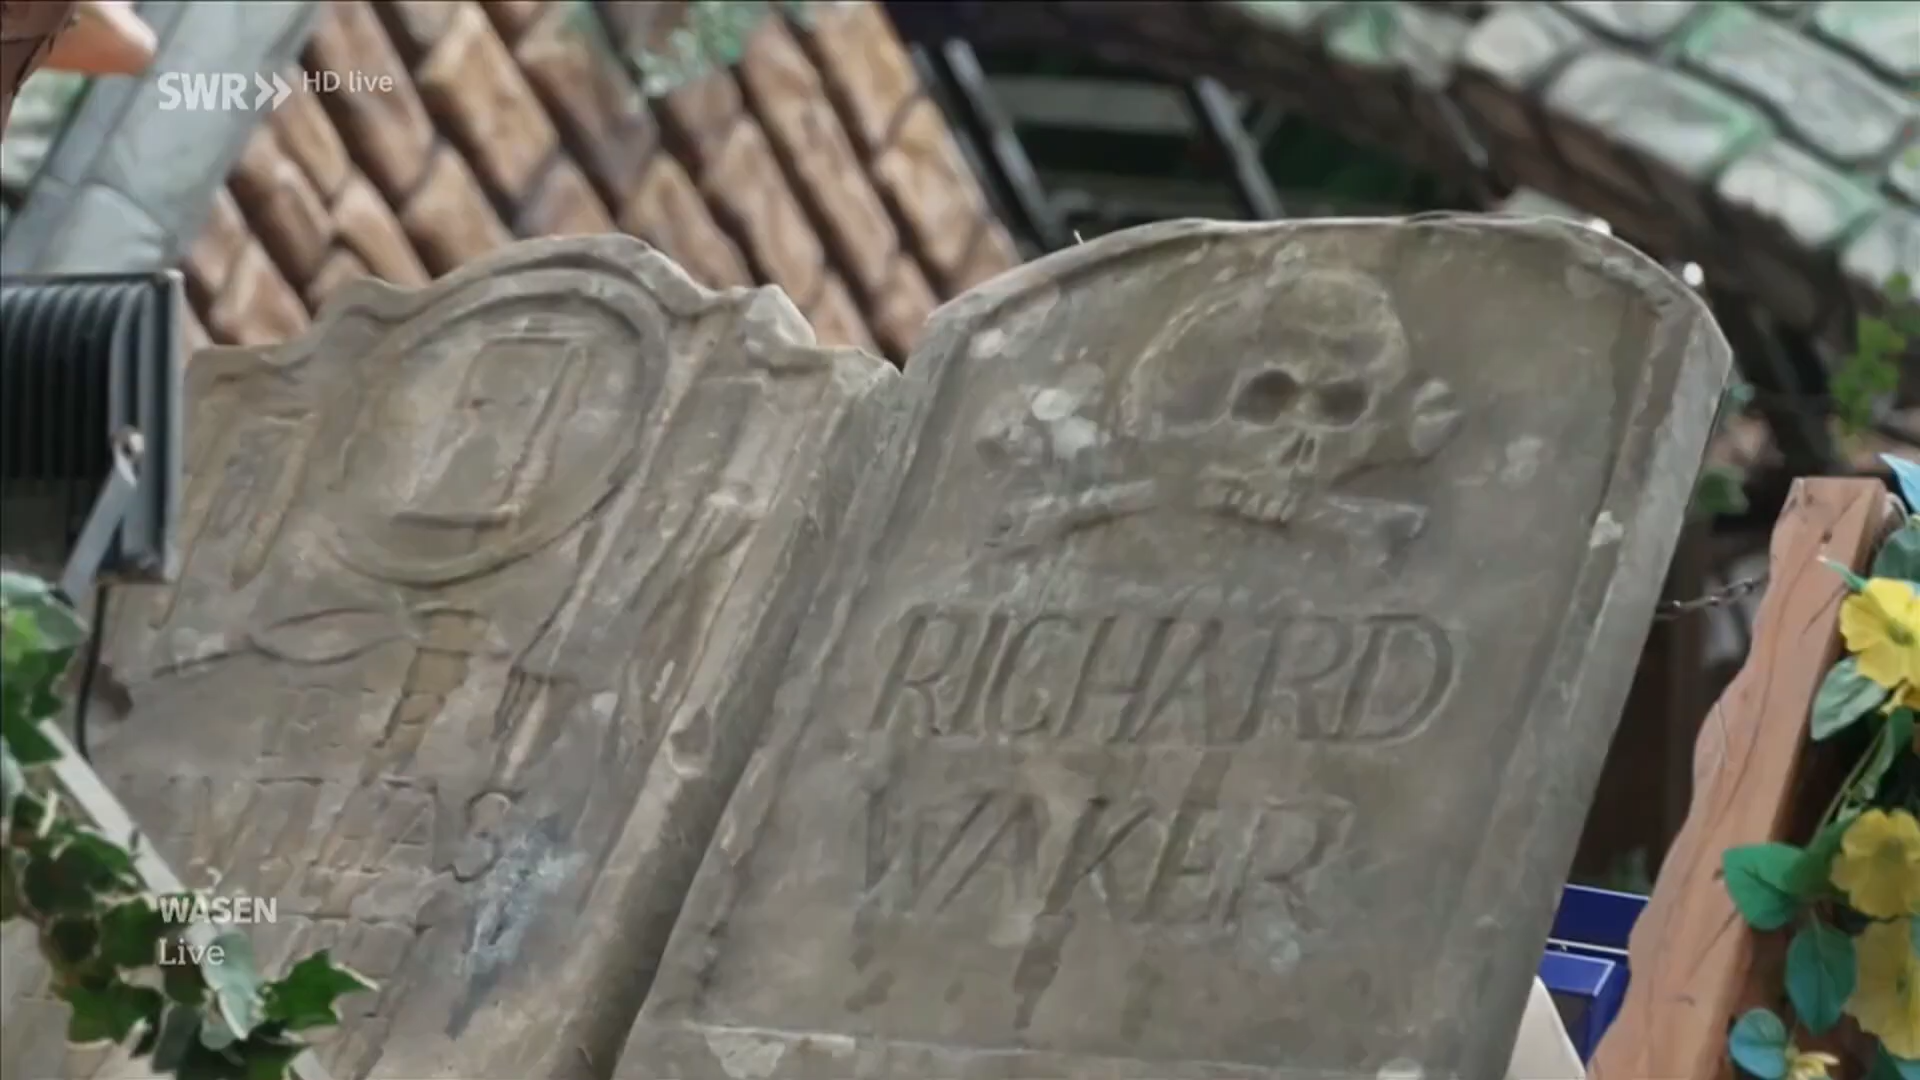 SWR» HD live
RICHARD
WAKER
WASEN
Live